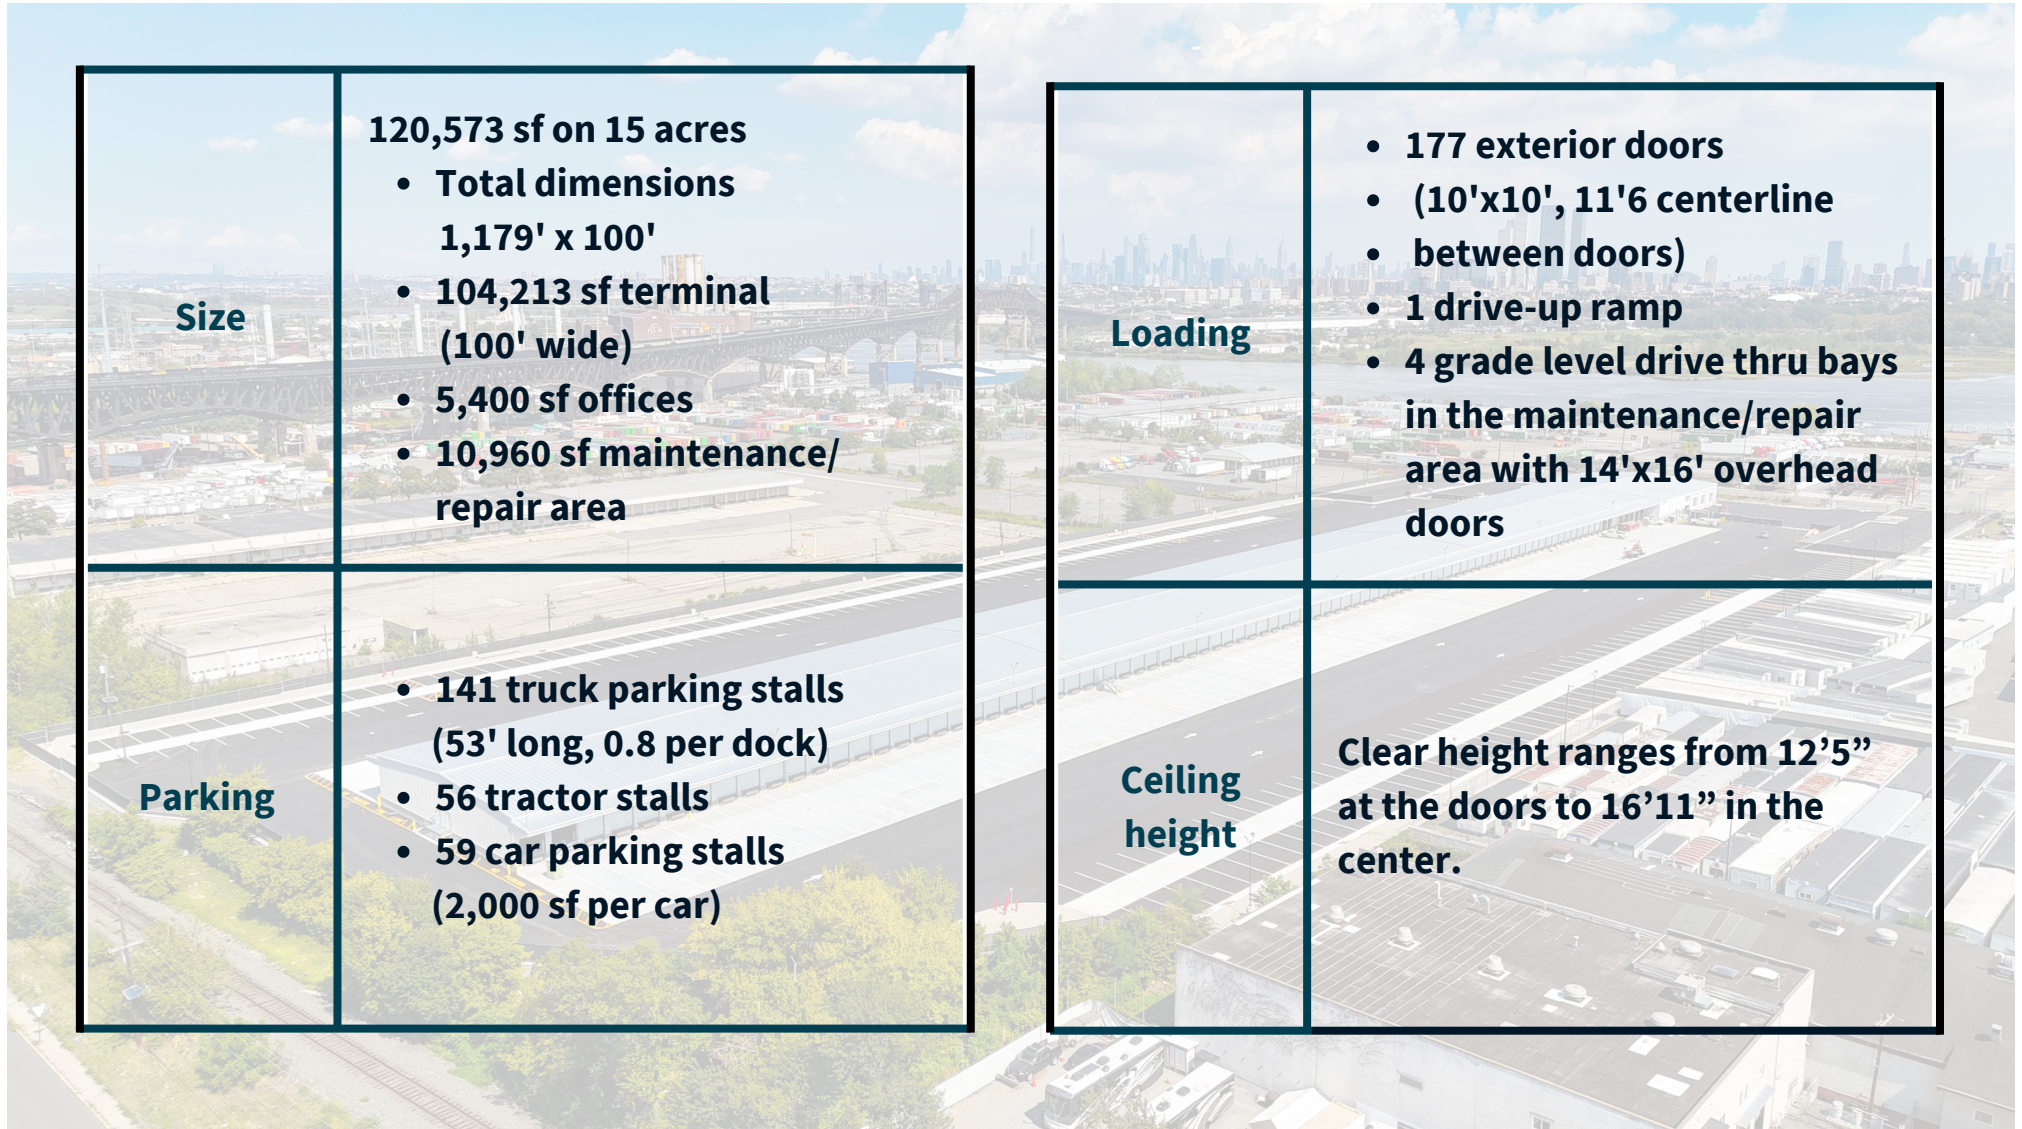 Size
120,573 sf on 15 acres
• Total dimensions
1,179' x 100'
• 104,213 sf terminal
(100' wide)
• 5,400 sf offices
• 10,960 sf maintenance/
repair area
Parking
• 141 truck parking stalls
(53' long, 0.8 per dock)
• 56 tractor stalls
• 59 car parking stalls
(2,000 sf per car)
Loading
• 177 exterior doors
• (10'x10', 11'6 centerline
• between doors)
• 1 drive-up ramp
• 4 grade level drive thru bays
in the maintenance/repair
area with 14'x16' overhead
doors
Ceiling
height
Clear height ranges from 12’5”
at the doors to 16’11” in the
center.